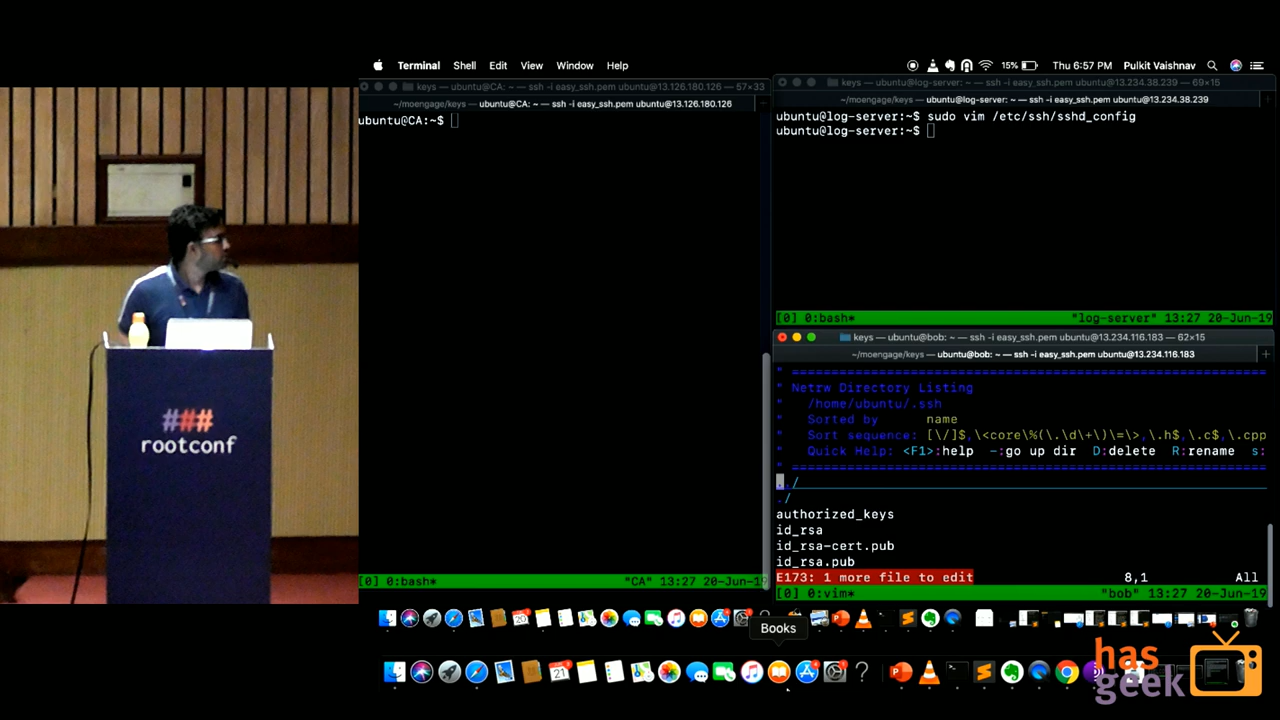 Terminal Shell Edit View Window Help
15% Thu 6:57 PM Pulkit Vaishnav
keys — ubuntu@CA: ~ — ssh -i easy_ssh.pem ubuntu@13.126.180.126 — 57×33
~/moengage/keys — ubuntu@CA: ~ — ssh -i easy_ssh.pem ubuntu@13.126.180.126
ubuntu@CA:~$
[0] 0:bash* "CA" 13:27 20-Jun-19
keys — ubuntu@log-server: ~ — ssh -i easy_ssh.pem ubuntu@13.234.38.239 — 69×15
~/moengage/keys — ubuntu@log-server: ~ — ssh -i easy_ssh.pem ubuntu@13.234.38.239
ubuntu@log-server:~$ sudo vim /etc/ssh/sshd_config
ubuntu@log-server:~$
[0] 0:bash* "log-server" 13:27 20-Jun-19
keys — ubuntu@bob: ~ — ssh -i easy_ssh.pem ubuntu@13.234.116.183 — 62×15
~/moengage/keys — ubuntu@bob: ~ — ssh -i easy_ssh.pem ubuntu@13.234.116.183
" ============================================================
" Netrw Directory Listing
" /home/ubuntu/.ssh
" Sorted by name
" Sort sequence: [\/]$,\<core\%(\.\d\+\)\=\>,\.h$,\.c$,\.cpp
" Quick Help: <F1>:help -:go up dir D:delete R:rename s:
" ============================================================
../
./
authorized_keys
id_rsa
id_rsa-cert.pub
id_rsa.pub
E173: 1 more file to edit 8,1 All
[0] 0:vim* "bob" 13:27 20-Jun-19
Books
###
rootconf
has
geek